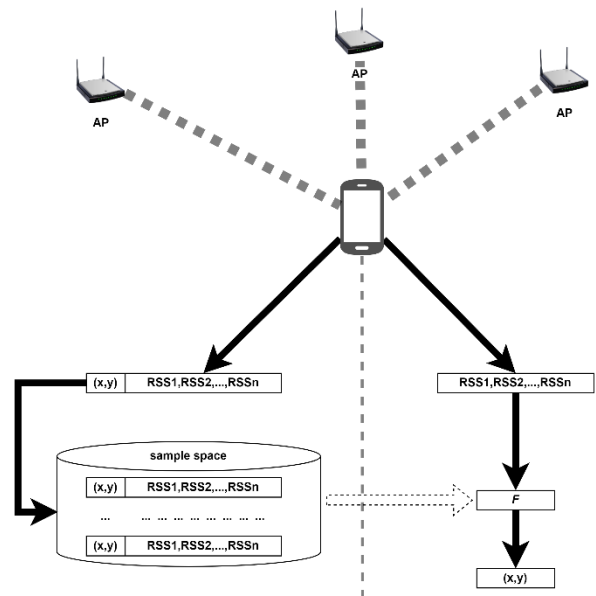 AP
AP
AP
(x,y) RSS1,RSS2,...,RSSn
RSS1,RSS2,...,RSSn
sample space
(x,y) RSS1,RSS2,...,RSSn
... ... ... ... ... ... ... ... ...
(x,y) RSS1,RSS2,...,RSSn
F
(x,y)